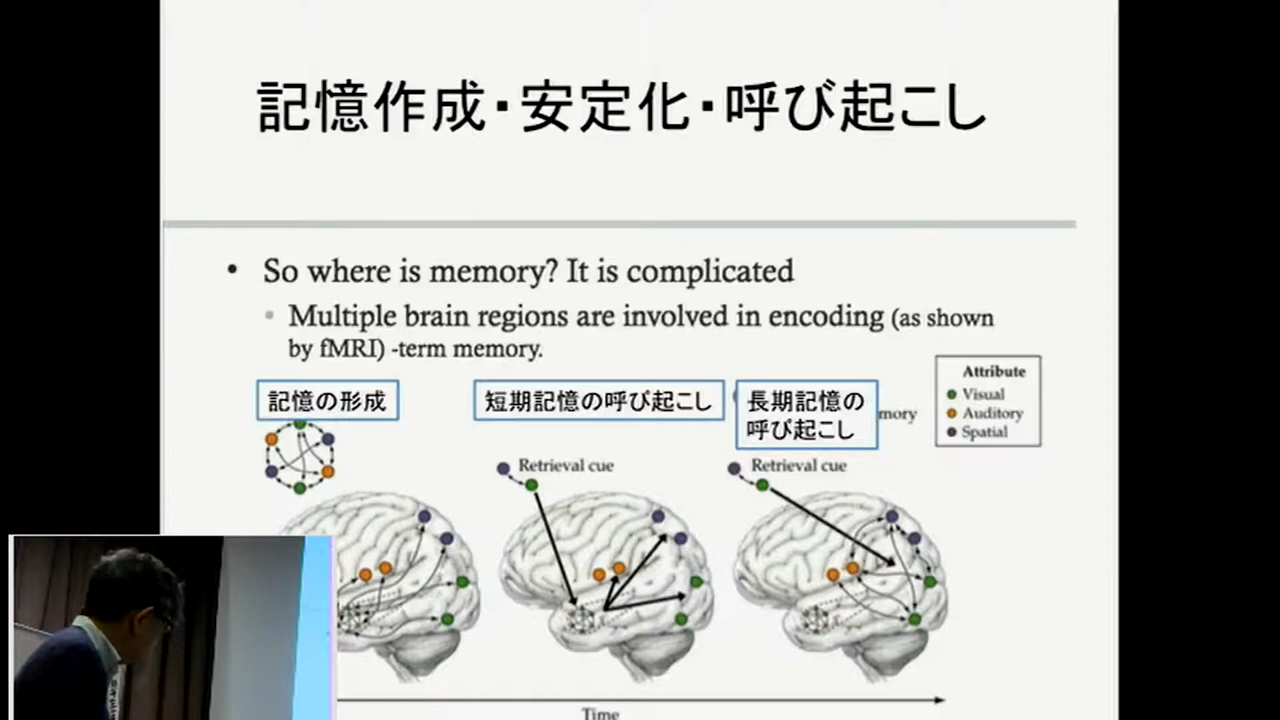 記憶作成・安定化・呼び起こし
• So where is memory? It is complicated
Multiple brain regions are involved in encoding (as shown
by fMRI) -term memory.
Attribute
Visual
Auditory
Spatial
記憶の形成
短期記憶の呼び起こし
長期記憶の
呼び起こし
mory
Retrieval cue
Retrieval cue
Time